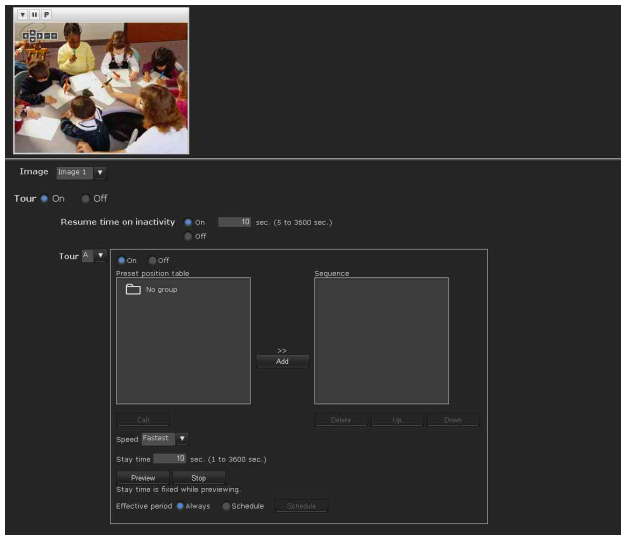 P
Image Image 1
Tour On Off
Resume time on inactivity On 10 sec. (5 to 3600 sec.)
Off
Tour A
On Off
Preset position table Sequence
No group
>>
Add
Call Delete Up Down
Speed Fastest
Stay time 10 sec. (1 to 3600 sec.)
Preview Stop
Stay time is fixed while previewing.
Effective period Always Schedule Schedule